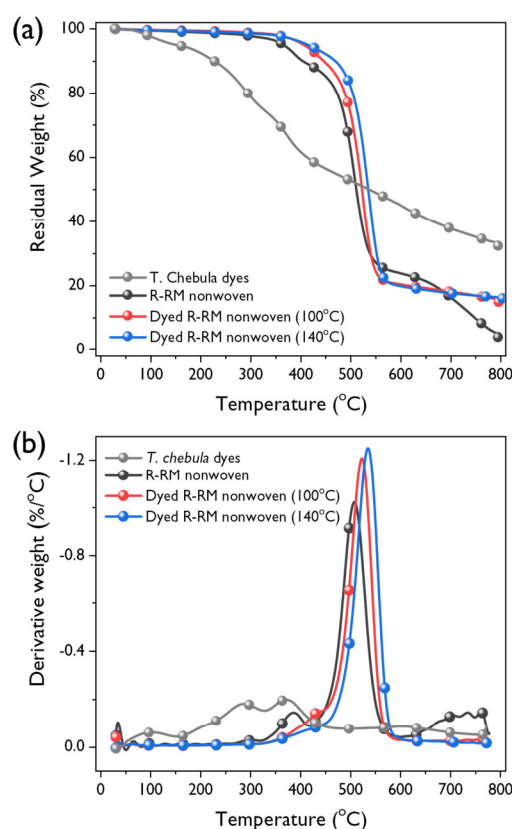 (a)
100
80
60
40
20
0
Residual Weight (%)
T. Chebula dyes
R-RM nonwoven
Dyed R-RM nonwoven (100°C)
Dyed R-RM nonwoven (140°C)
0 100 200 300 400 500 600 700 800
Temperature (°C)
(b)
-1.2
-0.8
-0.4
0.0
Derivative weight (%/°C)
T. chebula dyes
R-RM nonwoven
Dyed R-RM nonwoven (100°C)
Dyed R-RM nonwoven (140°C)
0 100 200 300 400 500 600 700 800
Temperature (°C)